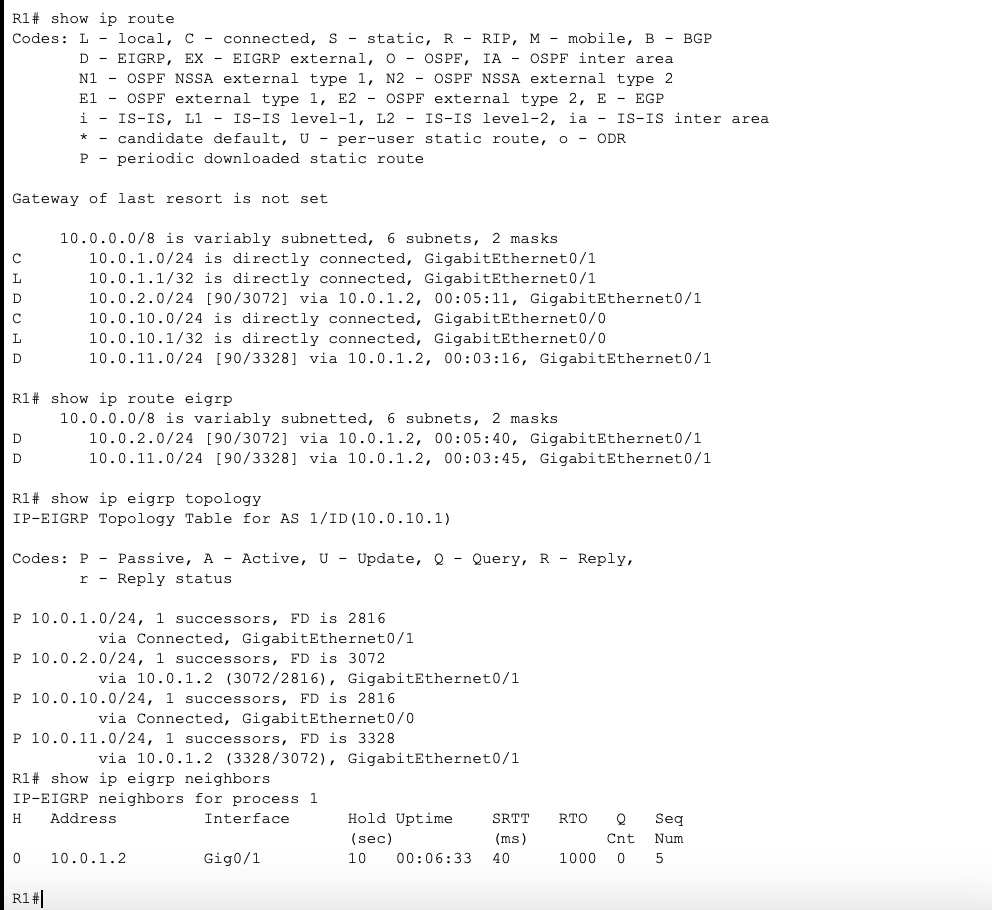 R1# show ip route
Codes: L - local, C - connected, S - static, R - RIP, M - mobile, B - BGP
D - EIGRP, EX - EIGRP external, O - OSPF, IA - OSPF inter area
N1 - OSPF NSSA external type 1, N2 - OSPF NSSA external type 2
E1 - OSPF external type 1, E2 - OSPF external type 2, E - EGP
i - IS-IS, L1 - IS-IS level-1, L2 - IS-IS level-2, ia - IS-IS inter area
* - candidate default, U - per-user static route, o - ODR
P - periodic downloaded static route
Gateway of last resort is not set
10.0.0.0/8 is variably subnetted, 6 subnets, 2 masks
C 10.0.1.0/24 is directly connected, GigabitEthernet0/1
L 10.0.1.1/32 is directly connected, GigabitEthernet0/1
D 10.0.2.0/24 [90/3072] via 10.0.1.2, 00:05:11, GigabitEthernet0/1
C 10.0.10.0/24 is directly connected, GigabitEthernet0/0
L 10.0.10.1/32 is directly connected, GigabitEthernet0/0
D 10.0.11.0/24 [90/3328] via 10.0.1.2, 00:03:16, GigabitEthernet0/1
R1# show ip route eigrp
10.0.0.0/8 is variably subnetted, 6 subnets, 2 masks
D 10.0.2.0/24 [90/3072] via 10.0.1.2, 00:05:40, GigabitEthernet0/1
D 10.0.11.0/24 [90/3328] via 10.0.1.2, 00:03:45, GigabitEthernet0/1
R1# show ip eigrp topology
IP-EIGRP Topology Table for AS 1/ID(10.0.10.1)
Codes: P - Passive, A - Active, U - Update, Q - Query, R - Reply,
r - Reply status
P 10.0.1.0/24, 1 successors, FD is 2816
via Connected, GigabitEthernet0/1
P 10.0.2.0/24, 1 successors, FD is 3072
via 10.0.1.2 (3072/2816), GigabitEthernet0/1
P 10.0.10.0/24, 1 successors, FD is 2816
via Connected, GigabitEthernet0/0
P 10.0.11.0/24, 1 successors, FD is 3328
via 10.0.1.2 (3328/3072), GigabitEthernet0/1
R1# show ip eigrp neighbors
IP-EIGRP neighbors for process 1
H Address Interface Hold Uptime SRTT RTO Q Seq
(sec) (ms) Cnt Num
0 10.0.1.2 Gig0/1 10 00:06:33 40 1000 0 5
R1#